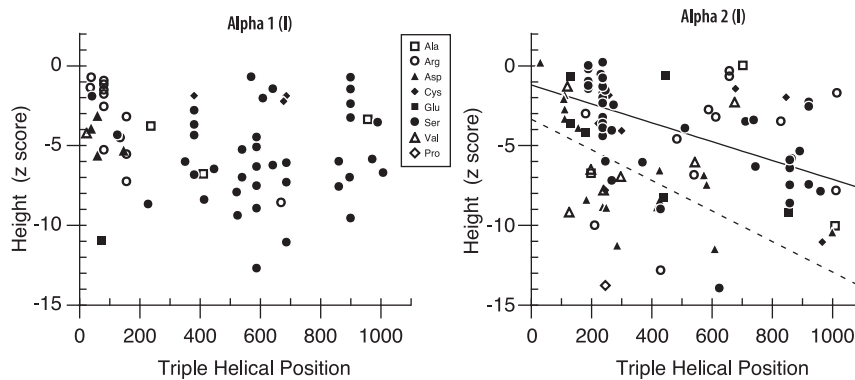 Alpha 1 (I)
Alpha 2 (I)
0
-5
-10
-15
Height (z score)
0
200
400
600
800
1000
Triple Helical Position
Ala
Arg
Asp
Cys
Glu
Ser
Val
Pro
0
-5
-10
-15
Height (z score)
0
200
400
600
800
1000
Triple Helical Position